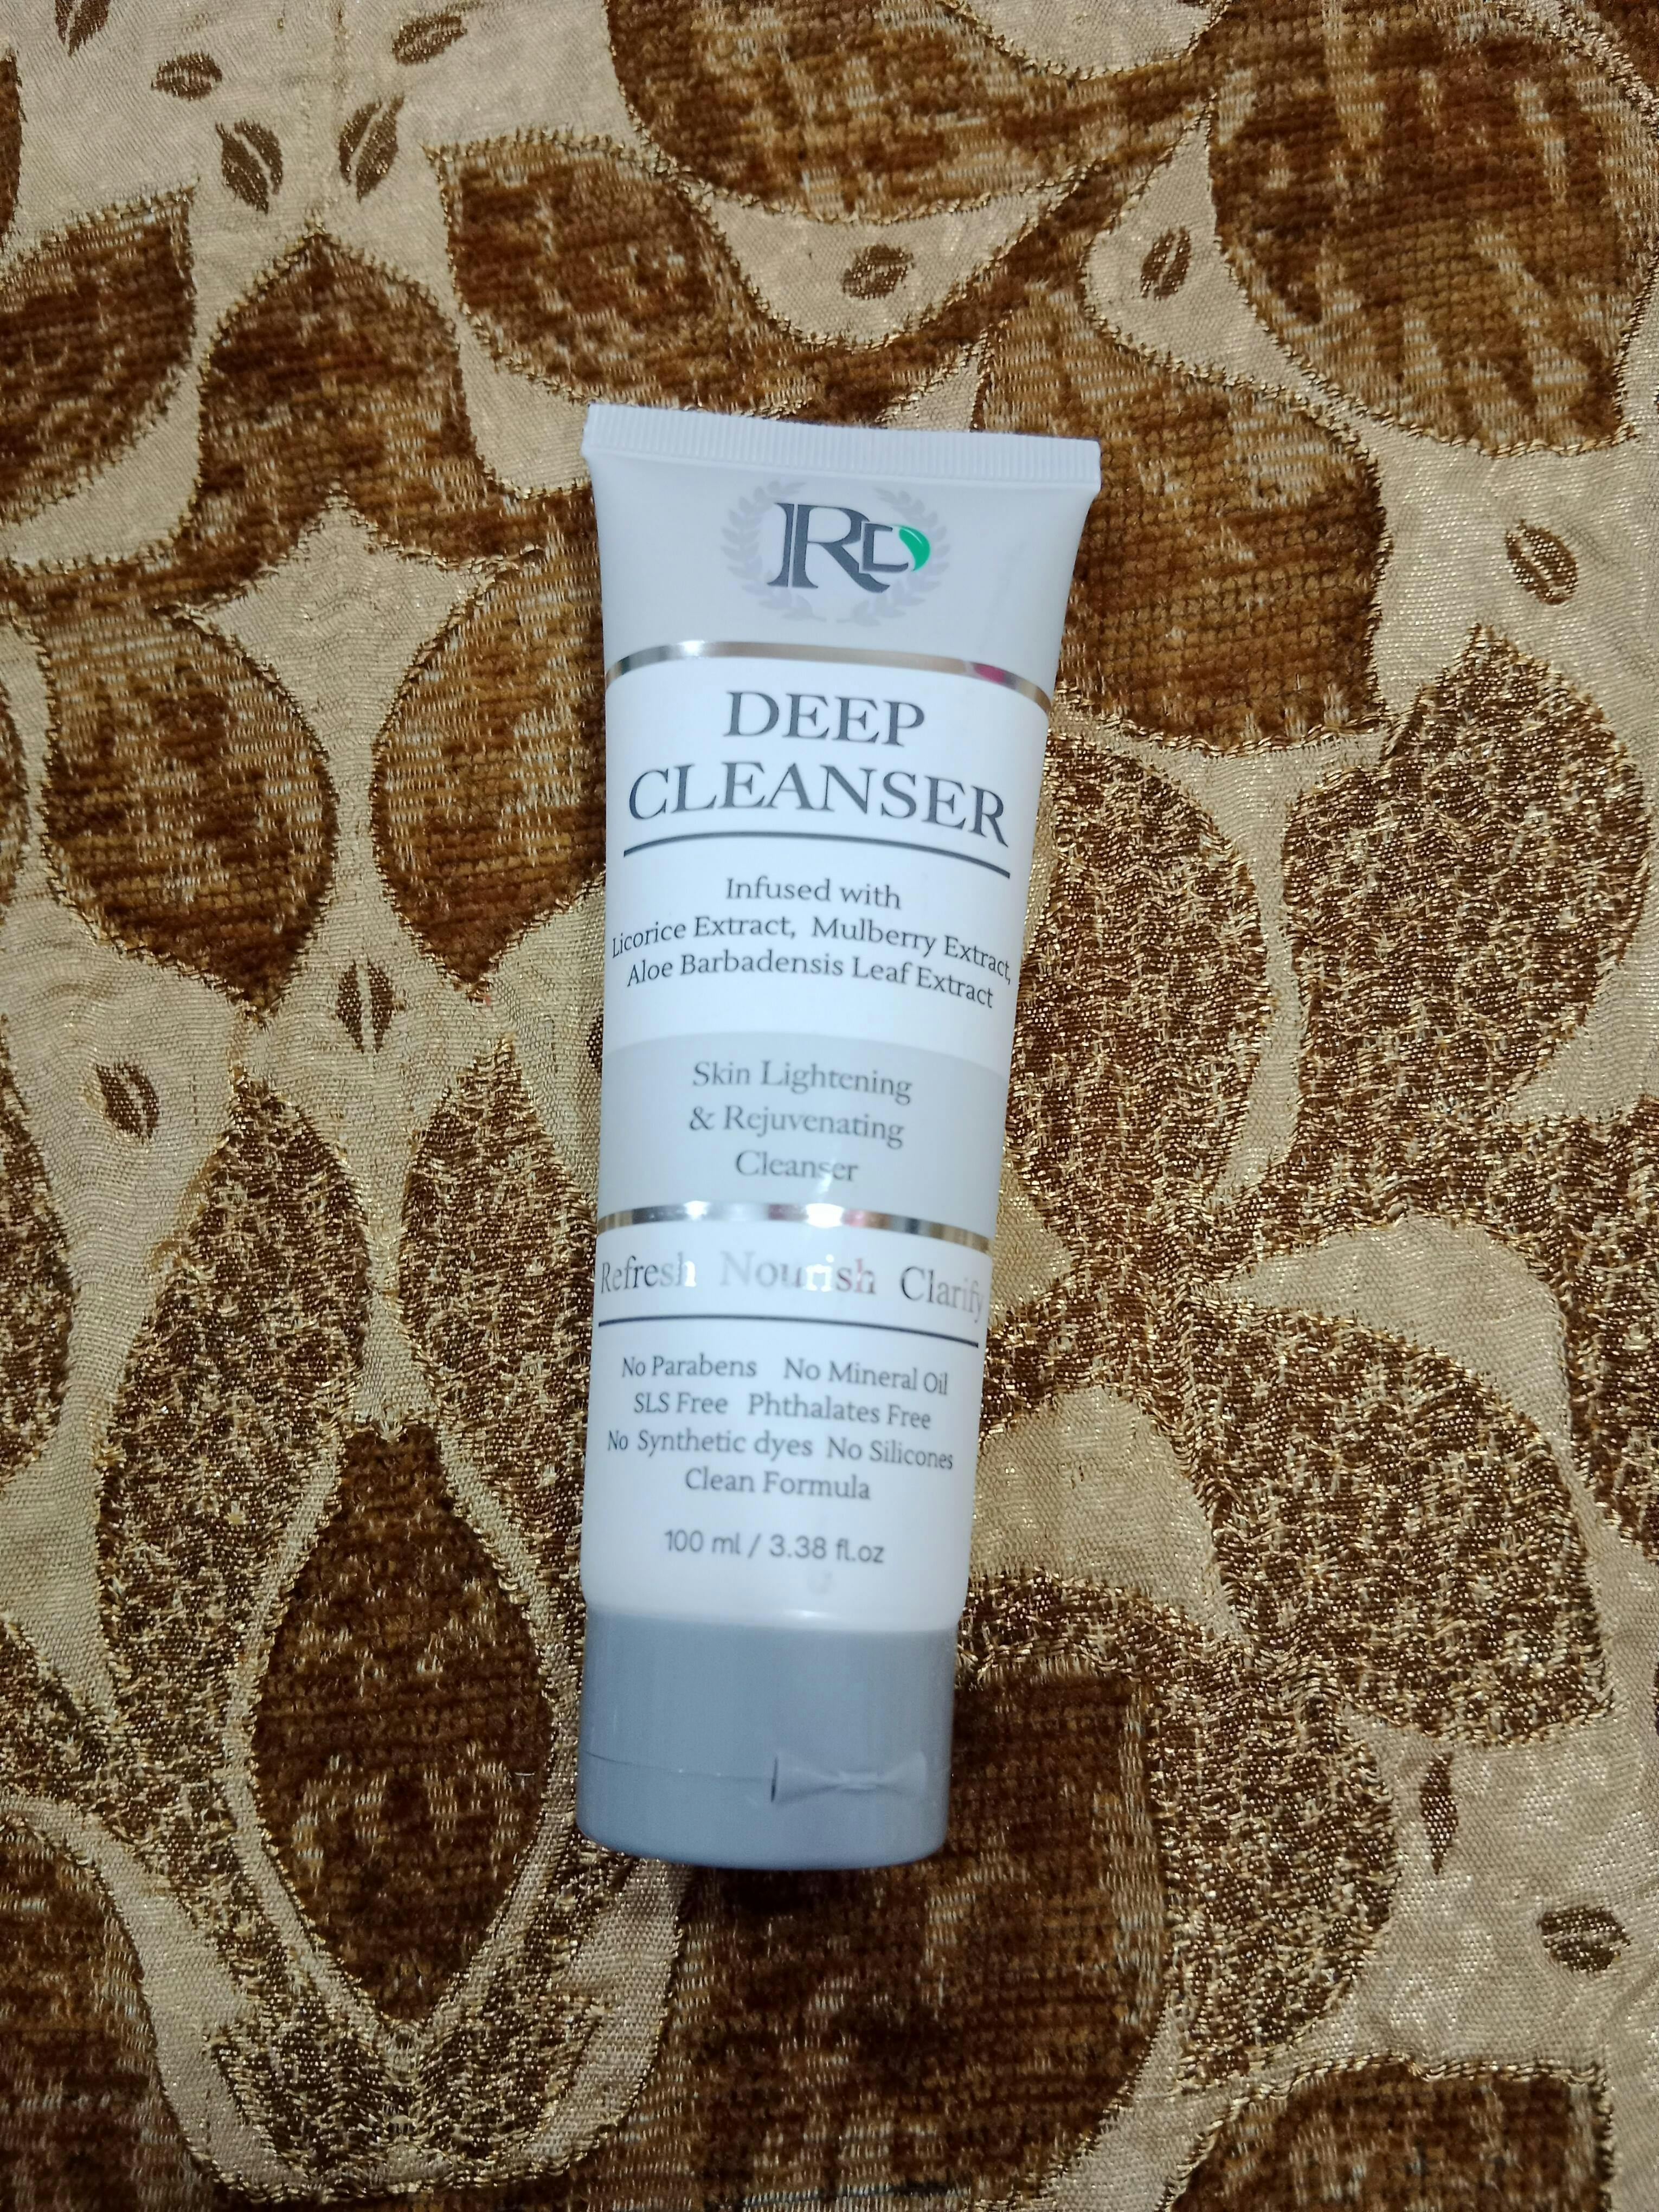 RD
DEEP
CLEANSER
Infused with
Licorice Extract, Mulberry Extract,
Aloe Barbadensis Leaf Extract
Skin Lightening
& Rejuvenating
Cleanser
Refresh Nourish Clarify
No Parabens No Mineral Oil
SLS Free Phthalates Free
No Synthetic dyes No Silicones
Clean Formula
100 ml / 3.38 fl.oz